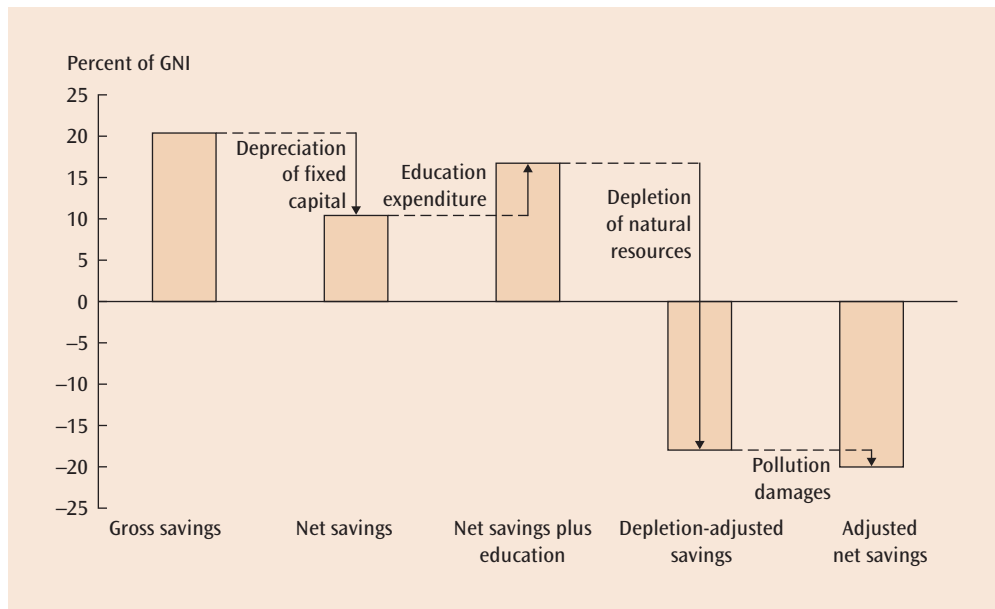 Percent of GNI
25
20
15
10
5
0
−5
−10
−15
−20
−25
Depreciation
of fixed
capital
Education
expenditure
Depletion
of natural
resources
Pollution
damages
Gross savings
Net savings
Net savings plus
education
Depletion-adjusted
savings
Adjusted
net savings